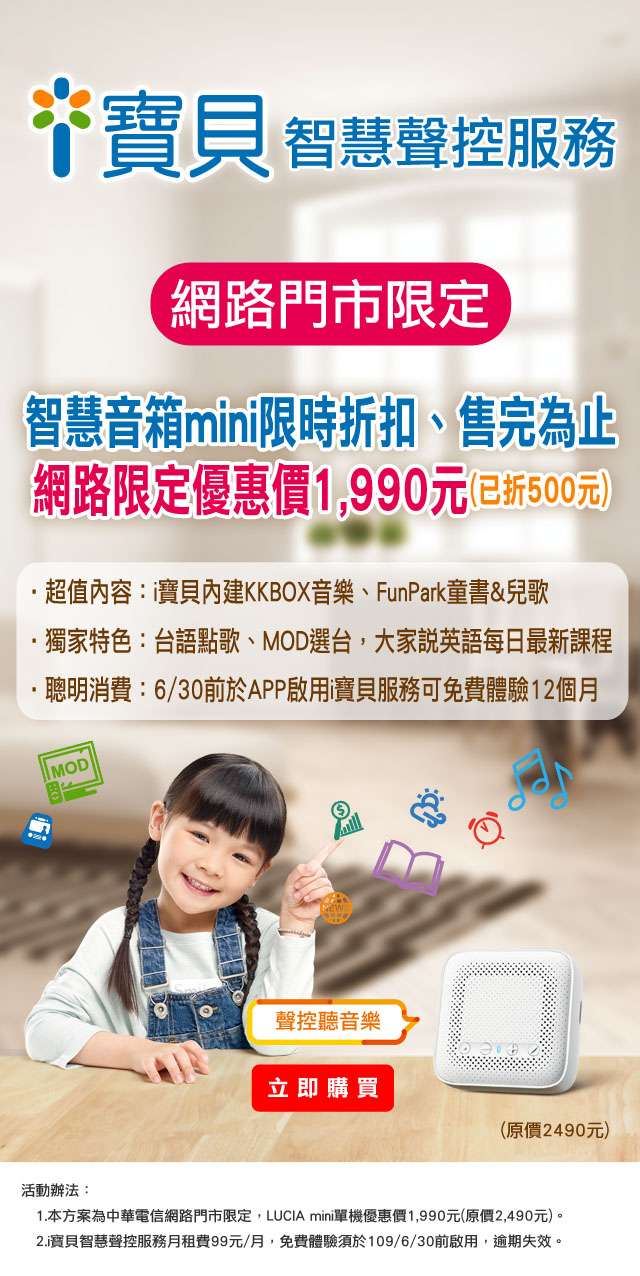 i寶貝 智慧聲控服務
網路門市限定
智慧音箱mini限時折扣、售完為止
網路限定優惠價1,990元(已折500元)
・超值內容：i寶貝內建KKBOX音樂、FunPark童書&兒歌
・獨家特色：台語點歌、MOD選台，大家說英語每日最新課程
・聰明消費：6/30前於APP啟用i寶貝服務可免費體驗12個月
MOD
$
NEWS
Smile
聲控聽音樂
立即購買
(原價2490元)
活動辦法：
1.本方案為中華電信網路門市限定，LUCIA mini單機優惠價1,990元(原價2,490元)。
2.i寶貝智慧聲控服務月租費99元/月，免費體驗須於109/6/30前啟用，逾期失效。